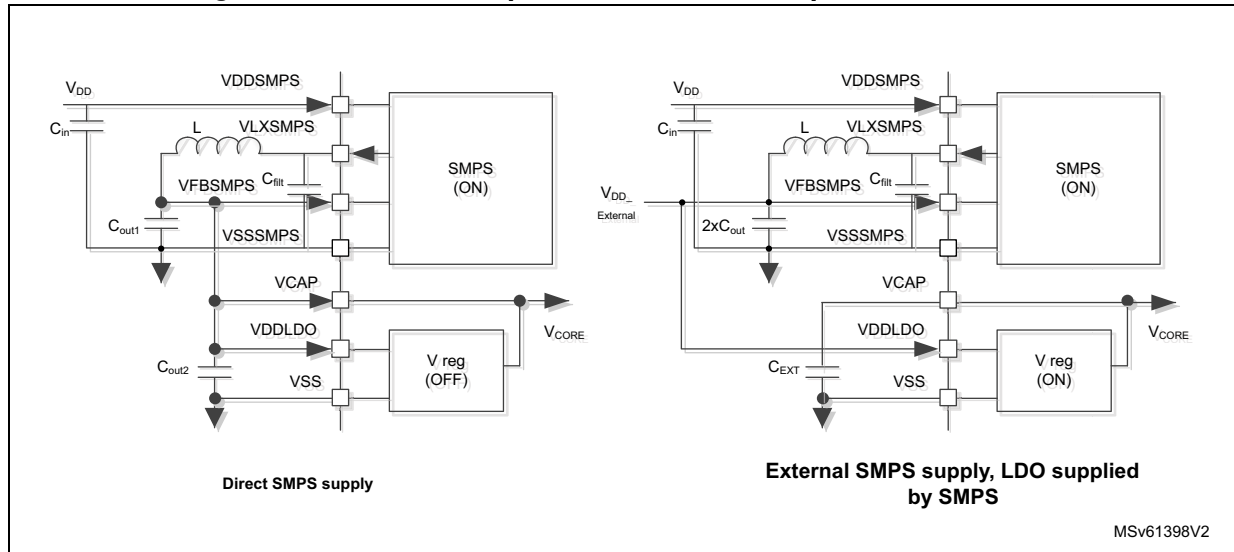 VDD
VDDSMPS
Cin
L
VLXSMPS
SMPS
(ON)
VFBSMPS
Cfilt
Cout1
VSSSMPS
VCAP
VCORE
VDDLDO
V reg
(OFF)
Cout2
VSS
Direct SMPS supply
VDD
VDDSMPS
Cin
L
VLXSMPS
SMPS
(ON)
VFBSMPS
Cfilt
VDD_
External
2xCout
VSSSMPS
VCAP
VCORE
VDDLDO
V reg
(ON)
CEXT
VSS
External SMPS supply, LDO supplied
by SMPS
MSv61398V2